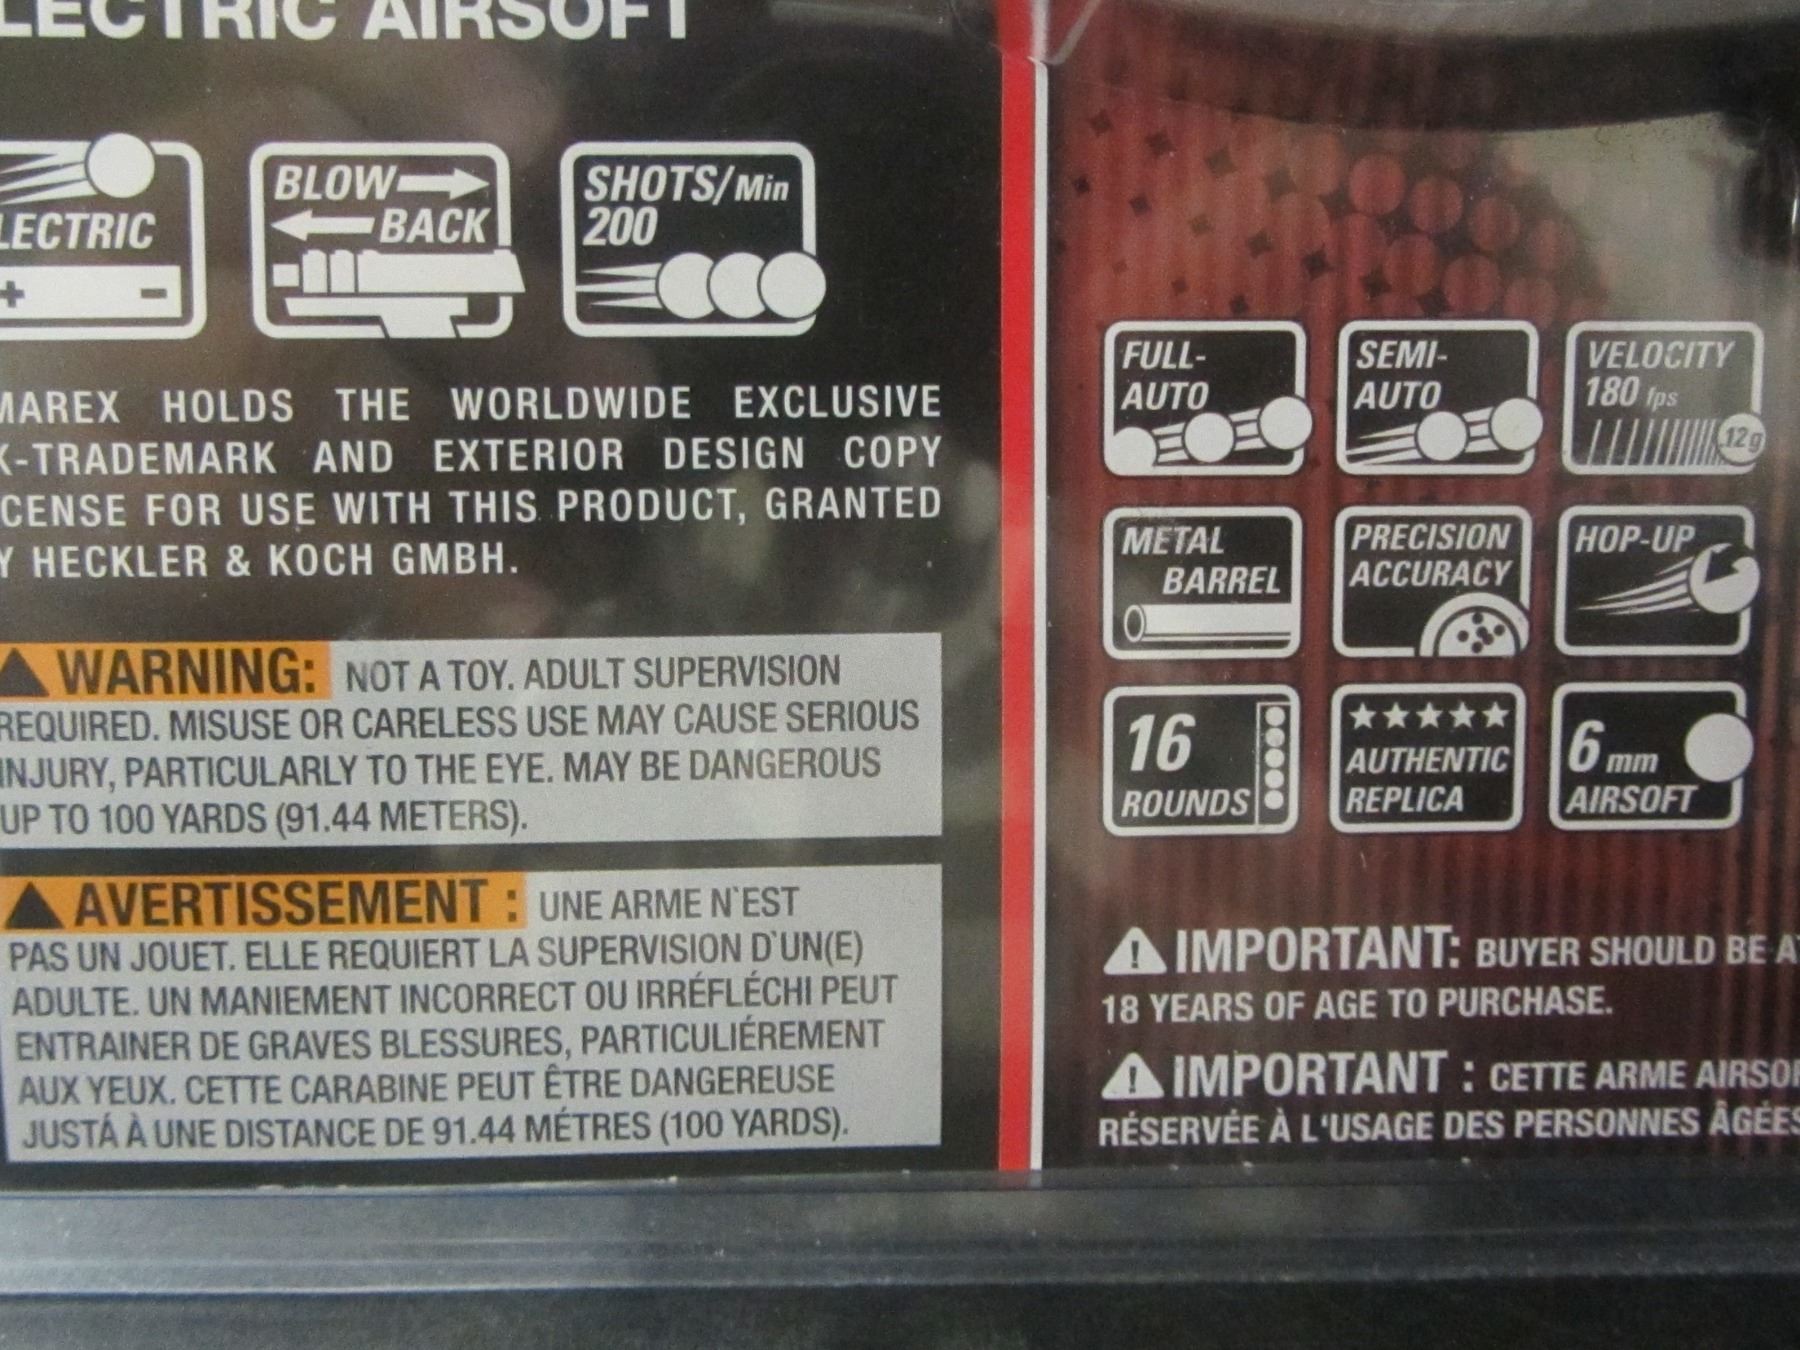 LECTRIC AIRSOFT
LECTRIC
+ -
BLOW
BACK
SHOTS/Min
200
MAREX HOLDS THE WORLDWIDE EXCLUSIVE
K-TRADEMARK AND EXTERIOR DESIGN COPY
CENSE FOR USE WITH THIS PRODUCT, GRANTED
Y HECKLER & KOCH GMBH.
WARNING: NOT A TOY. ADULT SUPERVISION
REQUIRED. MISUSE OR CARELESS USE MAY CAUSE SERIOUS
INJURY, PARTICULARLY TO THE EYE. MAY BE DANGEROUS
UP TO 100 YARDS (91.44 METERS).
AVERTISSEMENT : UNE ARME N`EST
PAS UN JOUET. ELLE REQUIERT LA SUPERVISION D`UN(E)
ADULTE. UN MANIEMENT INCORRECT OU IRRÉFLÉCHI PEUT
ENTRAINER DE GRAVES BLESSURES, PARTICULIÉREMENT
AUX YEUX. CETTE CARABINE PEUT ÊTRE DANGEREUSE
JUSTÁ À UNE DISTANCE DE 91.44 MÉTRES (100 YARDS).
FULL-
AUTO
SEMI-
AUTO
VELOCITY
180 fps
12g
METAL
BARREL
PRECISION
ACCURACY
HOP-UP
16
ROUNDS
AUTHENTIC
REPLICA
6 mm
AIRSOFT
IMPORTANT: BUYER SHOULD BE A
18 YEARS OF AGE TO PURCHASE.
IMPORTANT : CETTE ARME AIRSO
RÉSERVÉE À L'USAGE DES PERSONNES ÂGÉES